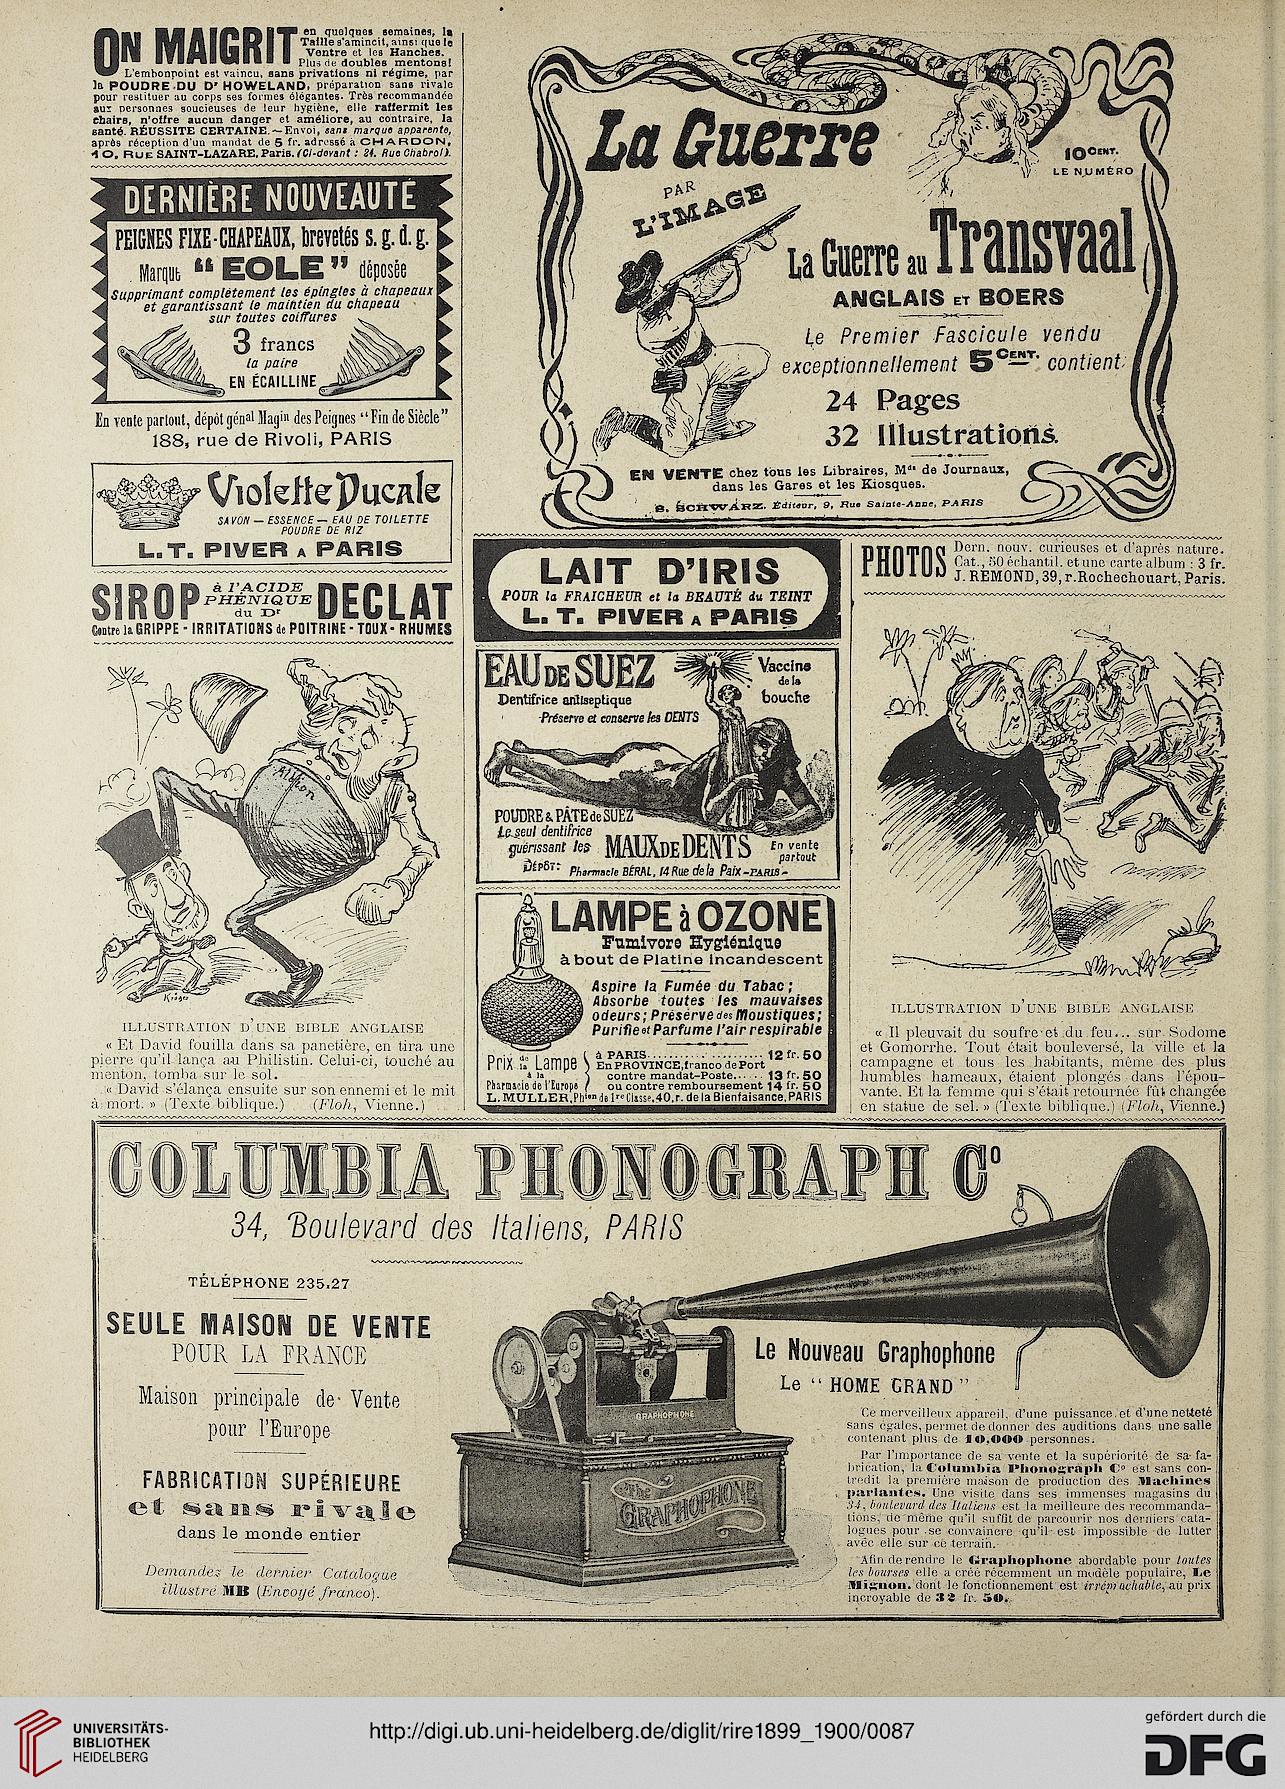 ON MAIGRIT en quelques semaines, la
Taille s'amincit, ainsi que le
Ventre et les Hanches.
Plus de doubles mentons!
L'embonpoint est vaincu, sans privations ni régime, par
la POUDRE DU Dr HOWELAND, préparation sans rivale
pour restituer au corps ses formes élégantes. Très recommandée
aux personnes soucieuses de leur hygiène, elle raffermit les
chairs, n'offre aucun danger et améliore, au contraire, la
santé. RÉUSSITE CERTAINE. — Envoi, sans marque apparente,
après réception d'un mandat de 5 fr. adressé à CHARDON,
10, RUE SAINT-LAZARE, Paris. (Ci-devant : 24, Rue Chabrol).
DERNIÈRE NOUVEAUTÉ
PEIGNES FIXE-CHAPEAUX, brevetés s. g. d. g.
Marque "EOLE" déposée
Supprimant complètement les épingles à chapeaux
et garantissant le maintien du chapeau
sur toutes coiffures
3 francs
la paire
EN ÉCAILLINE
En vente partout, dépôt génal Magin des Peignes "Fin de Siècle"
188, rue de Rivoli, PARIS
Violette Ducale
SAVON — ESSENCE — EAU DE TOILETTE
POUDRE DE RIZ
L. T. PIVER A PARIS
SIROP à l'ACIDE PHÉNIQUE du Dr DECLAT
Contre la GRIPPE - IRRITATIONS de POITRINE - TOUX - RHUMES
Albion
Krüger
ILLUSTRATION D'UNE BIBLE ANGLAISE
« Et David fouilla dans sa panetière, en tira une
pierre qu'il lança au Philistin. Celui-ci, touché au
menton, tomba sur le sol.
« David s'élança ensuite sur son ennemi et le mit
à mort. » (Texte biblique.) (Floh, Vienne.)
La Guerre
PAR
L'IMAGE
10 CENT.
LE NUMÉRO
La Guerre au Transvaal
ANGLAIS ET BOERS
Le Premier Fascicule vendu
exceptionnellement 5 CENT. contient:
24 Pages
32 Illustrations.
EN VENTE chez tous les Libraires, Mds de Journaux,
dans les Gares et les Kiosques.
B. SCHWARZ. Éditeur, 9, Rue Sainte-Anne, PARIS
LAIT D'IRIS
POUR la FRAICHEUR et la BEAUTÉ du TEINT
L. T. PIVER A PARIS
EAU DE SUEZ
Vaccine
de la
bouche
Dentifrice antiseptique
Préserve et conserve les DENTS
POUDRE & PÂTE de SUEZ
Le seul dentifrice
guérissant les MAUX DE DENTS
En vente
partout
DÉPÔT: Pharmacie BÉRAL, 14 Rue de la Paix - PARIS -
LAMPE à OZONE
Fumivore Hygiénique
à bout de Platine incandescent
Aspire la Fumée du Tabac;
Absorbe toutes les mauvaises
odeurs; Préserve des Moustiques;
Purifie et Parfume l'air respirable
Prix de la Lampe
à la
Pharmacie de l'Europe
à PARIS.......... 12 fr. 50
En PROVINCE, franco de Port
contre mandat-Poste..... 13 fr. 50
ou contre remboursement 14 fr. 50
L. MULLER, Phien de 1re Classe, 40, r. de la Bienfaisance, PARIS
PHOTOS Dern. nouv. curieuses et d'après nature.
Cat., 50 échantil. et une carte album : 3 fr.
J. REMOND, 39, r. Rochechouart, Paris.
ILLUSTRATION D'UNE BIBLE ANGLAISE
« Il pleuvait du soufre et du feu... sur Sodome
et Gomorrhe. Tout était bouleversé, la ville et la
campagne et tous les habitants, même des plus
humbles hameaux, étaient plongés dans l'épou-
vante. Et la femme qui s'était retournée fût changée
en statue de sel. » (Texte biblique.) (Floh, Vienne.)
COLUMBIA PHONOGRAPH Co
34, Boulevard des Italiens, PARIS
TÉLÉPHONE 235.27
SEULE MAISON DE VENTE
POUR LA FRANCE
Maison principale de Vente
pour l'Europe
FABRICATION SUPÉRIEURE
et sans rivale
dans le monde entier
Demandez le dernier Catalogue
illustré MB (Envoyé franco).
GRAPHOPHONE
The
GRAPHOPHONE
Le Nouveau Graphophone
Le "HOME GRAND"
Ce merveilleux appareil, d'une puissance et d'une netteté
sans égales, permet de donner des auditions dans une salle
contenant plus de 10,000 personnes.
Par l'importance de sa vente et la supériorité de sa fa-
brication, la Columbia Phonograph Co est sans con-
tredit la première maison de production des Machines
parlantes. Une visite dans ses immenses magasins du
34, boulevard des Italiens est la meilleure des recommanda-
tions, de même qu'il suffit de parcourir nos derniers cata-
logues pour se convaincre qu'il est impossible de lutter
avec elle sur ce terrain.
Afin de rendre le Graphophone abordable pour toutes
les bourses elle a créé récemment un modèle populaire, Le
Mignon, dont le fonctionnement est irréprochable, au prix
incroyable de 32 fr. 50.
UNIVERSITÄTS-
BIBLIOTHEK
HEIDELBERG
http://digi.ub.uni-heidelberg.de/diglit/rire1899_1900/0087
gefördert durch die
DFG